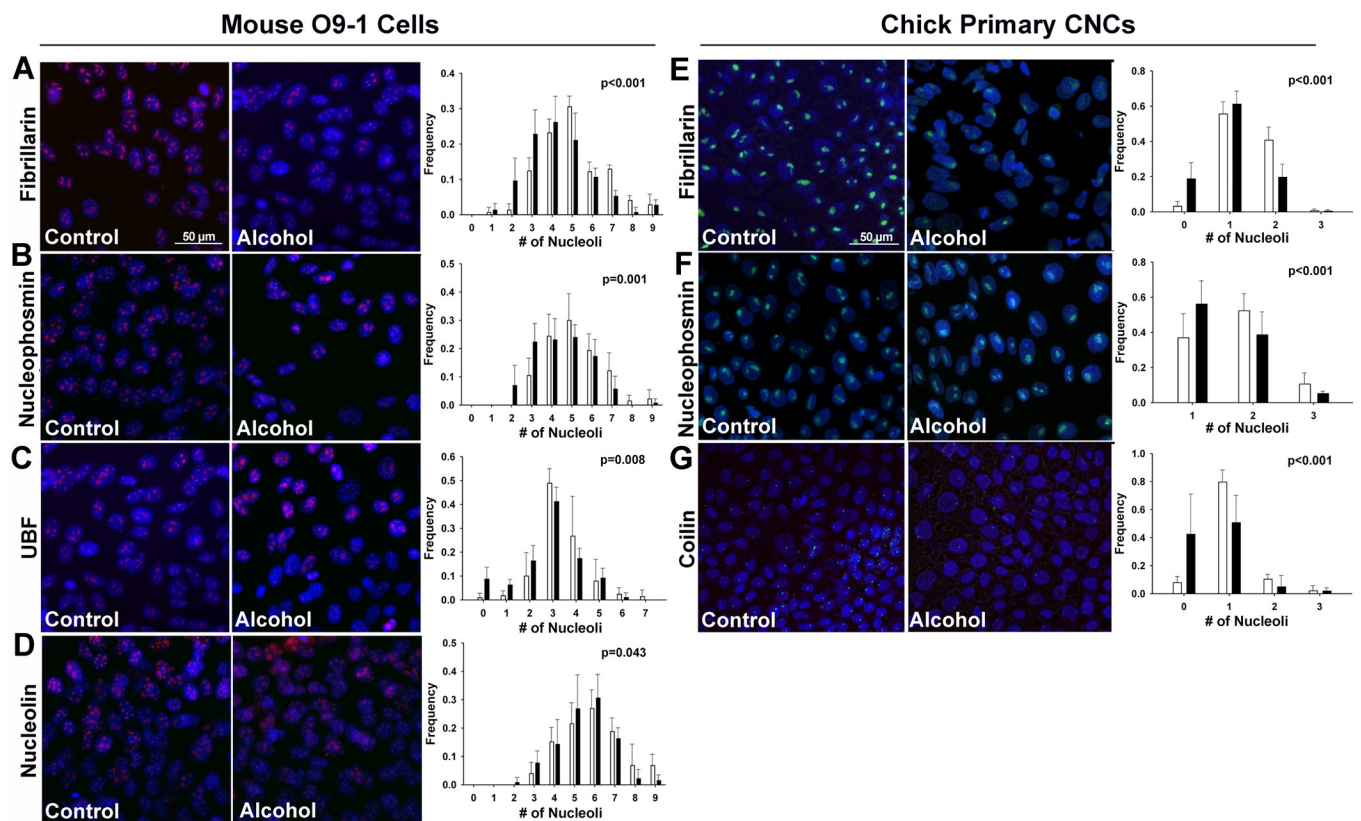 Mouse O9-1 Cells
Chick Primary CNCs
A
Fibrillarin
Control
50 µm
Alcohol
Frequency
0.4
0.3
0.2
0.1
0.0
p<0.001
0 1 2 3 4 5 6 7 8 9
# of Nucleoli
B
Nucleophosmin
Control
Alcohol
Frequency
0.5
0.4
0.3
0.2
0.1
0.0
p=0.001
0 1 2 3 4 5 6 7 8 9
# of Nucleoli
C
UBF
Control
Alcohol
Frequency
0.6
0.5
0.4
0.3
0.2
0.1
0.0
p=0.008
0 1 2 3 4 5 6 7
# of Nucleoli
D
Nucleolin
Control
Alcohol
Frequency
0.5
0.4
0.3
0.2
0.1
0.0
p=0.043
0 1 2 3 4 5 6 7 8 9
# of Nucleoli
E
Fibrillarin
Control
50 µm
Alcohol
Frequency
0.8
0.6
0.4
0.2
0.0
p<0.001
0 1 2 3
# of Nucleoli
F
Nucleophosmin
Control
Alcohol
Frequency
0.8
0.6
0.4
0.2
0.0
p<0.001
1 2 3
# of Nucleoli
G
Coilin
Control
Alcohol
Frequency
1.0
0.8
0.6
0.4
0.2
0.0
p<0.001
0 1 2 3
# of Nucleoli